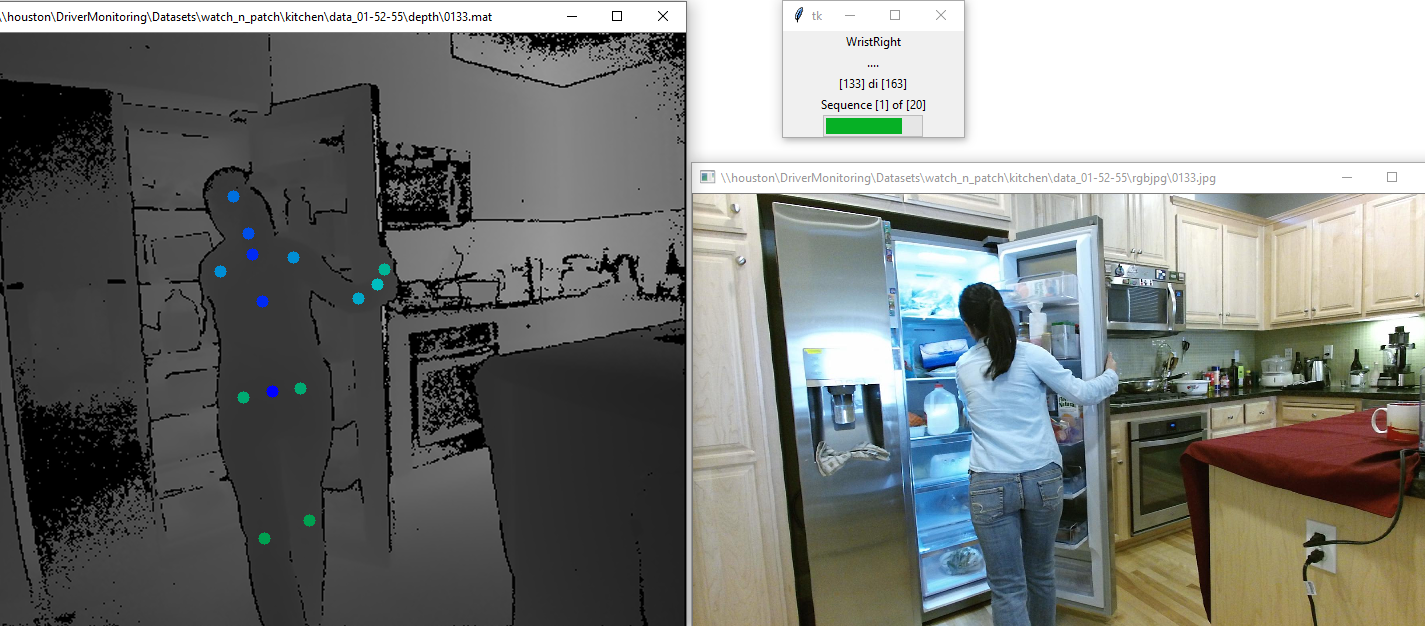 \\houston\DriverMonitoring\Datasets\watch_n_patch\kitchen\data_01-52-55\depth\0133.mat
tk
WristRight
....
[133] di [163]
Sequence [1] of [20]
\\houston\DriverMonitoring\Datasets\watch_n_patch\kitchen\data_01-52-55\rgbjpg\0133.jpg